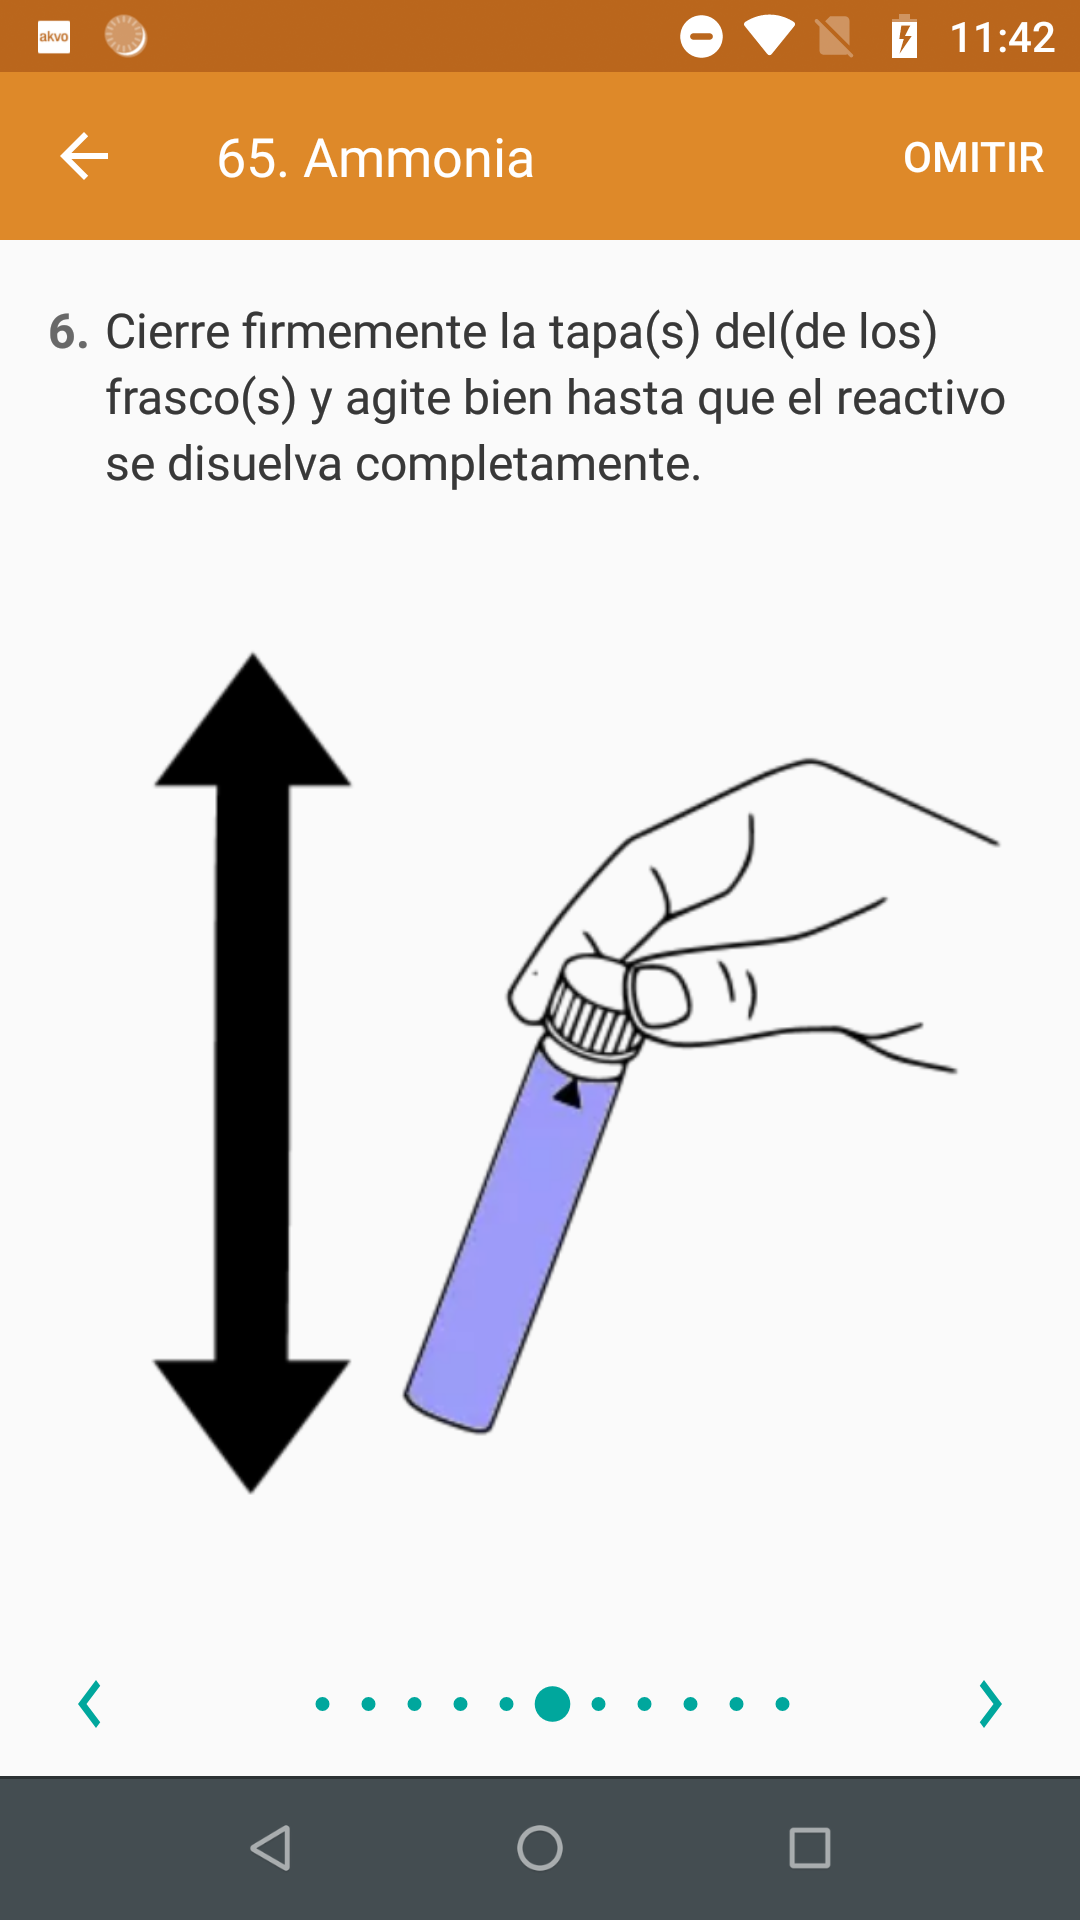 akvo
11:42
65. Ammonia
OMITIR
6. Cierre firmemente la tapa(s) del(de los)
frasco(s) y agite bien hasta que el reactivo
se disuelva completamente.